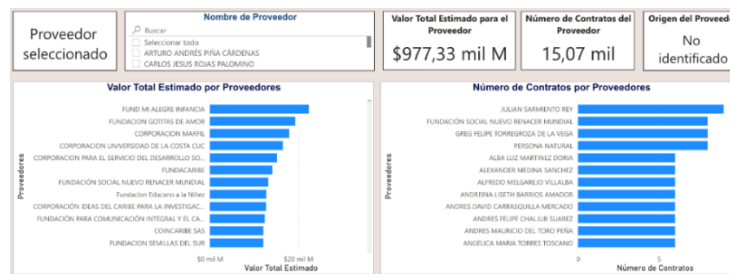 Proveedor
seleccionado
Nombre de Proveedor
Buscar
Seleccionar todo
ARTURO ANDRÉS PIÑA CÁRDENAS
CARLOS JESUS ROJAS PALOMINO
Valor Total Estimado para el
Proveedor
$977,33 mil M
Número de Contratos del
Proveedor
15,07 mil
Origen del Proveedo
No
identificado
Valor Total Estimado por Proveedores
Proveedores
FUND MI ALEGRE INFANCIA
FUNDACION GOTITAS DE AMOR
CORPORACION MARFIL
CORPORACION UNIVERSIDAD DE LA COSTA CUC
CORPORACION PARA EL SERVICIO DEL DESARROLLO SO...
FUNDACARIBE
FUNDACIÓN SOCIAL NUEVO RENACER MUNDIAL
Fundacion Educano a la Niñez
CORPORACIÓN IDEAS DEL CARIBE PARA LA INVESTIGAC...
FUNDACIÓN PARA COMUNICACIÓN INTEGRAL Y EL CA...
COINCARIBE SAS
FUNDACION SEMILLAS DEL SUR
$0 mil M
$20 mil M
Valor Total Estimado
Número de Contratos por Proveedores
Proveedores
JULIAN SARMIENTO REY
FUNDACIÓN SOCIAL NUEVO RENACER MUNDIAL
GREG FELIPE TORREGROZA DE LA VEGA
PERSONA NATURAL
ALBA LUZ MARTINEZ DORIA
ALEXANDER MEDINA SANCHEZ
ALFREDO MELGAREJO VILLALBA
ANDREINA LISETH BARRIOS AMADOR
ANDRES DAVID CARRASQUILLA MERCADO
ANDRES FELIPE CHALJUB SUAREZ
ANDRES MAURICIO DEL TORO PEÑA
ANGELICA MARIA TORRES TOSCANO
0
5
Número de Contratos